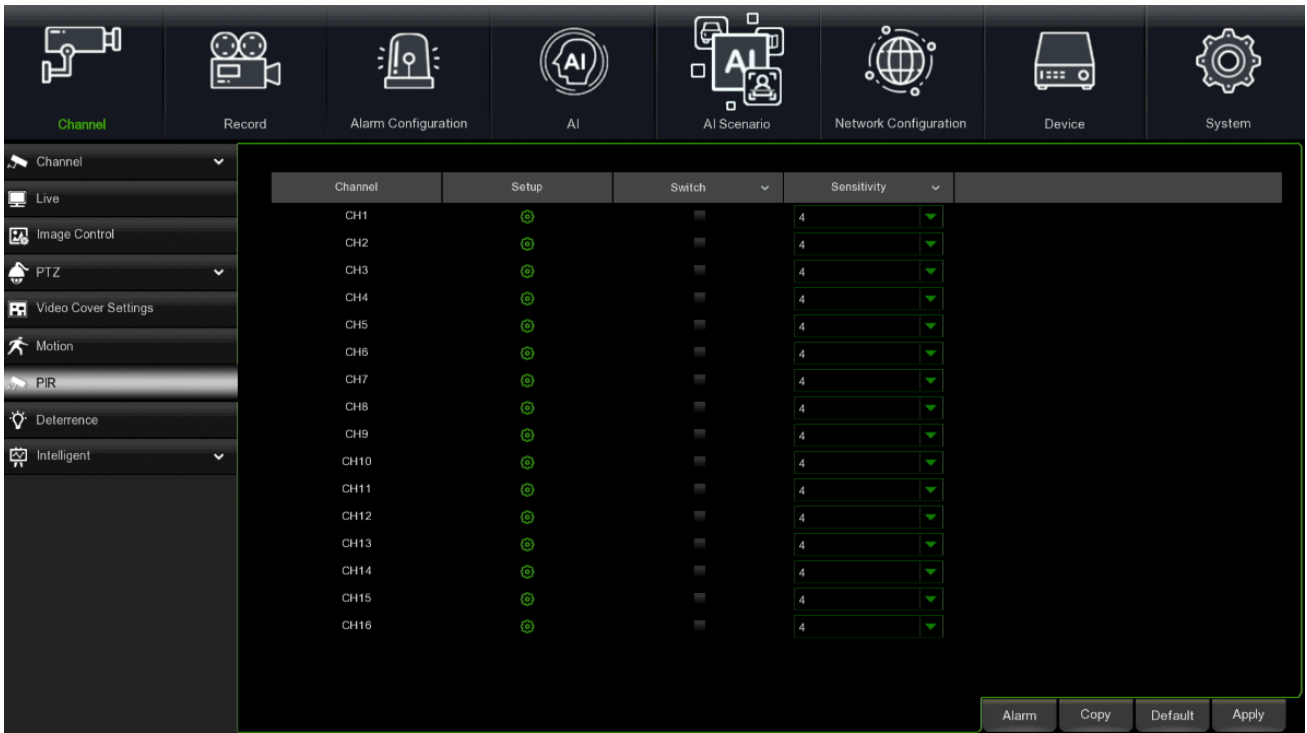 Channel Record Alarm Configuration AI AI Scenario Network Configuration Device System
Channel
Live
Image Control
PTZ
Video Cover Settings
Motion
PIR
Deterrence
Intelligent
Channel Setup Switch Sensitivity
CH1 4
CH2 4
CH3 4
CH4 4
CH5 4
CH6 4
CH7 4
CH8 4
CH9 4
CH10 4
CH11 4
CH12 4
CH13 4
CH14 4
CH15 4
CH16 4
Alarm Copy Default Apply